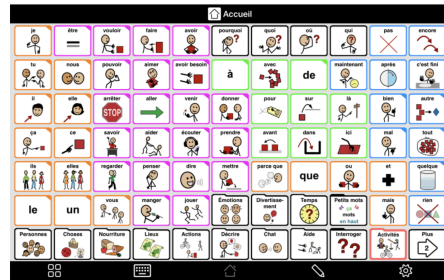 Accueil
je être vouloir faire avoir pourquoi quoi où qui pas encore
tu nous pouvoir aimer avoir besoin à avec de maintenant après c'est fini
il elle arrêter aller venir donner pour sur là bien autre
STOP
ça ce savoir aider écouter prendre avant dans ici mal tout
ils elles regarder penser dire mettre parce que que ou et quelque
le un vous manger jouer Émotions Divertisse-ment Temps Petits mots mais rien
mots
en haut
Personnes Choses Nourriture Lieux Actions Décrire Chat Aide Interroger Activités Plus